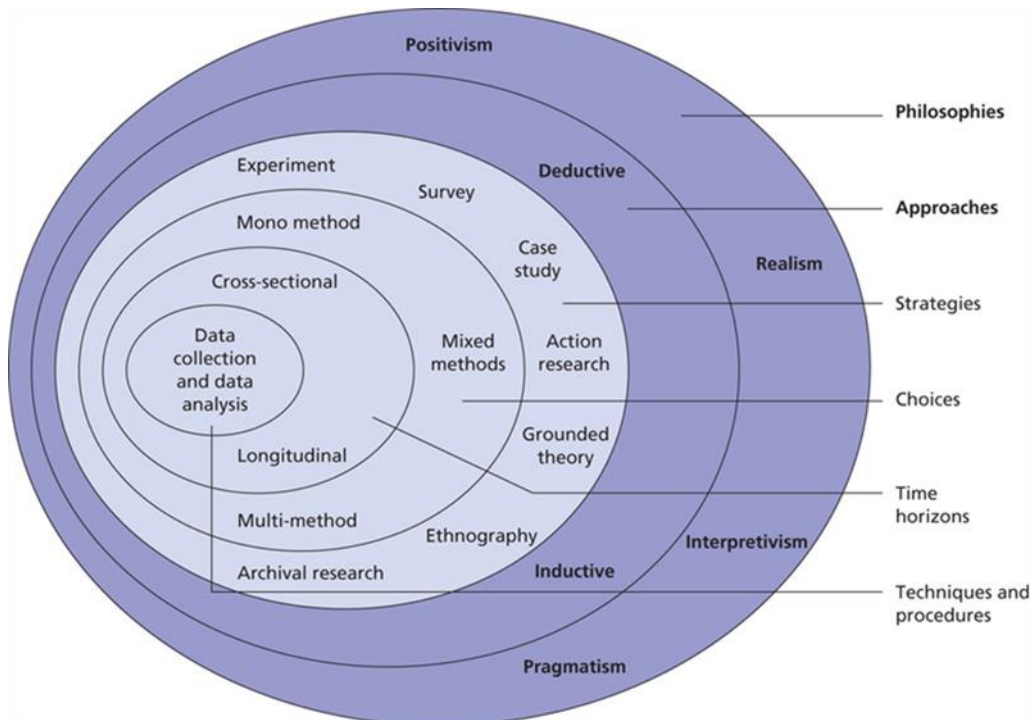 Positivism
Philosophies
Experiment
Deductive
Survey
Approaches
Mono method
Case
study
Realism
Cross-sectional
Strategies
Data
collection
and data
analysis
Mixed
methods
Action
research
Choices
Grounded
theory
Longitudinal
Time
horizons
Multi-method
Ethnography
Interpretivism
Archival research
Inductive
Techniques and
procedures
Pragmatism